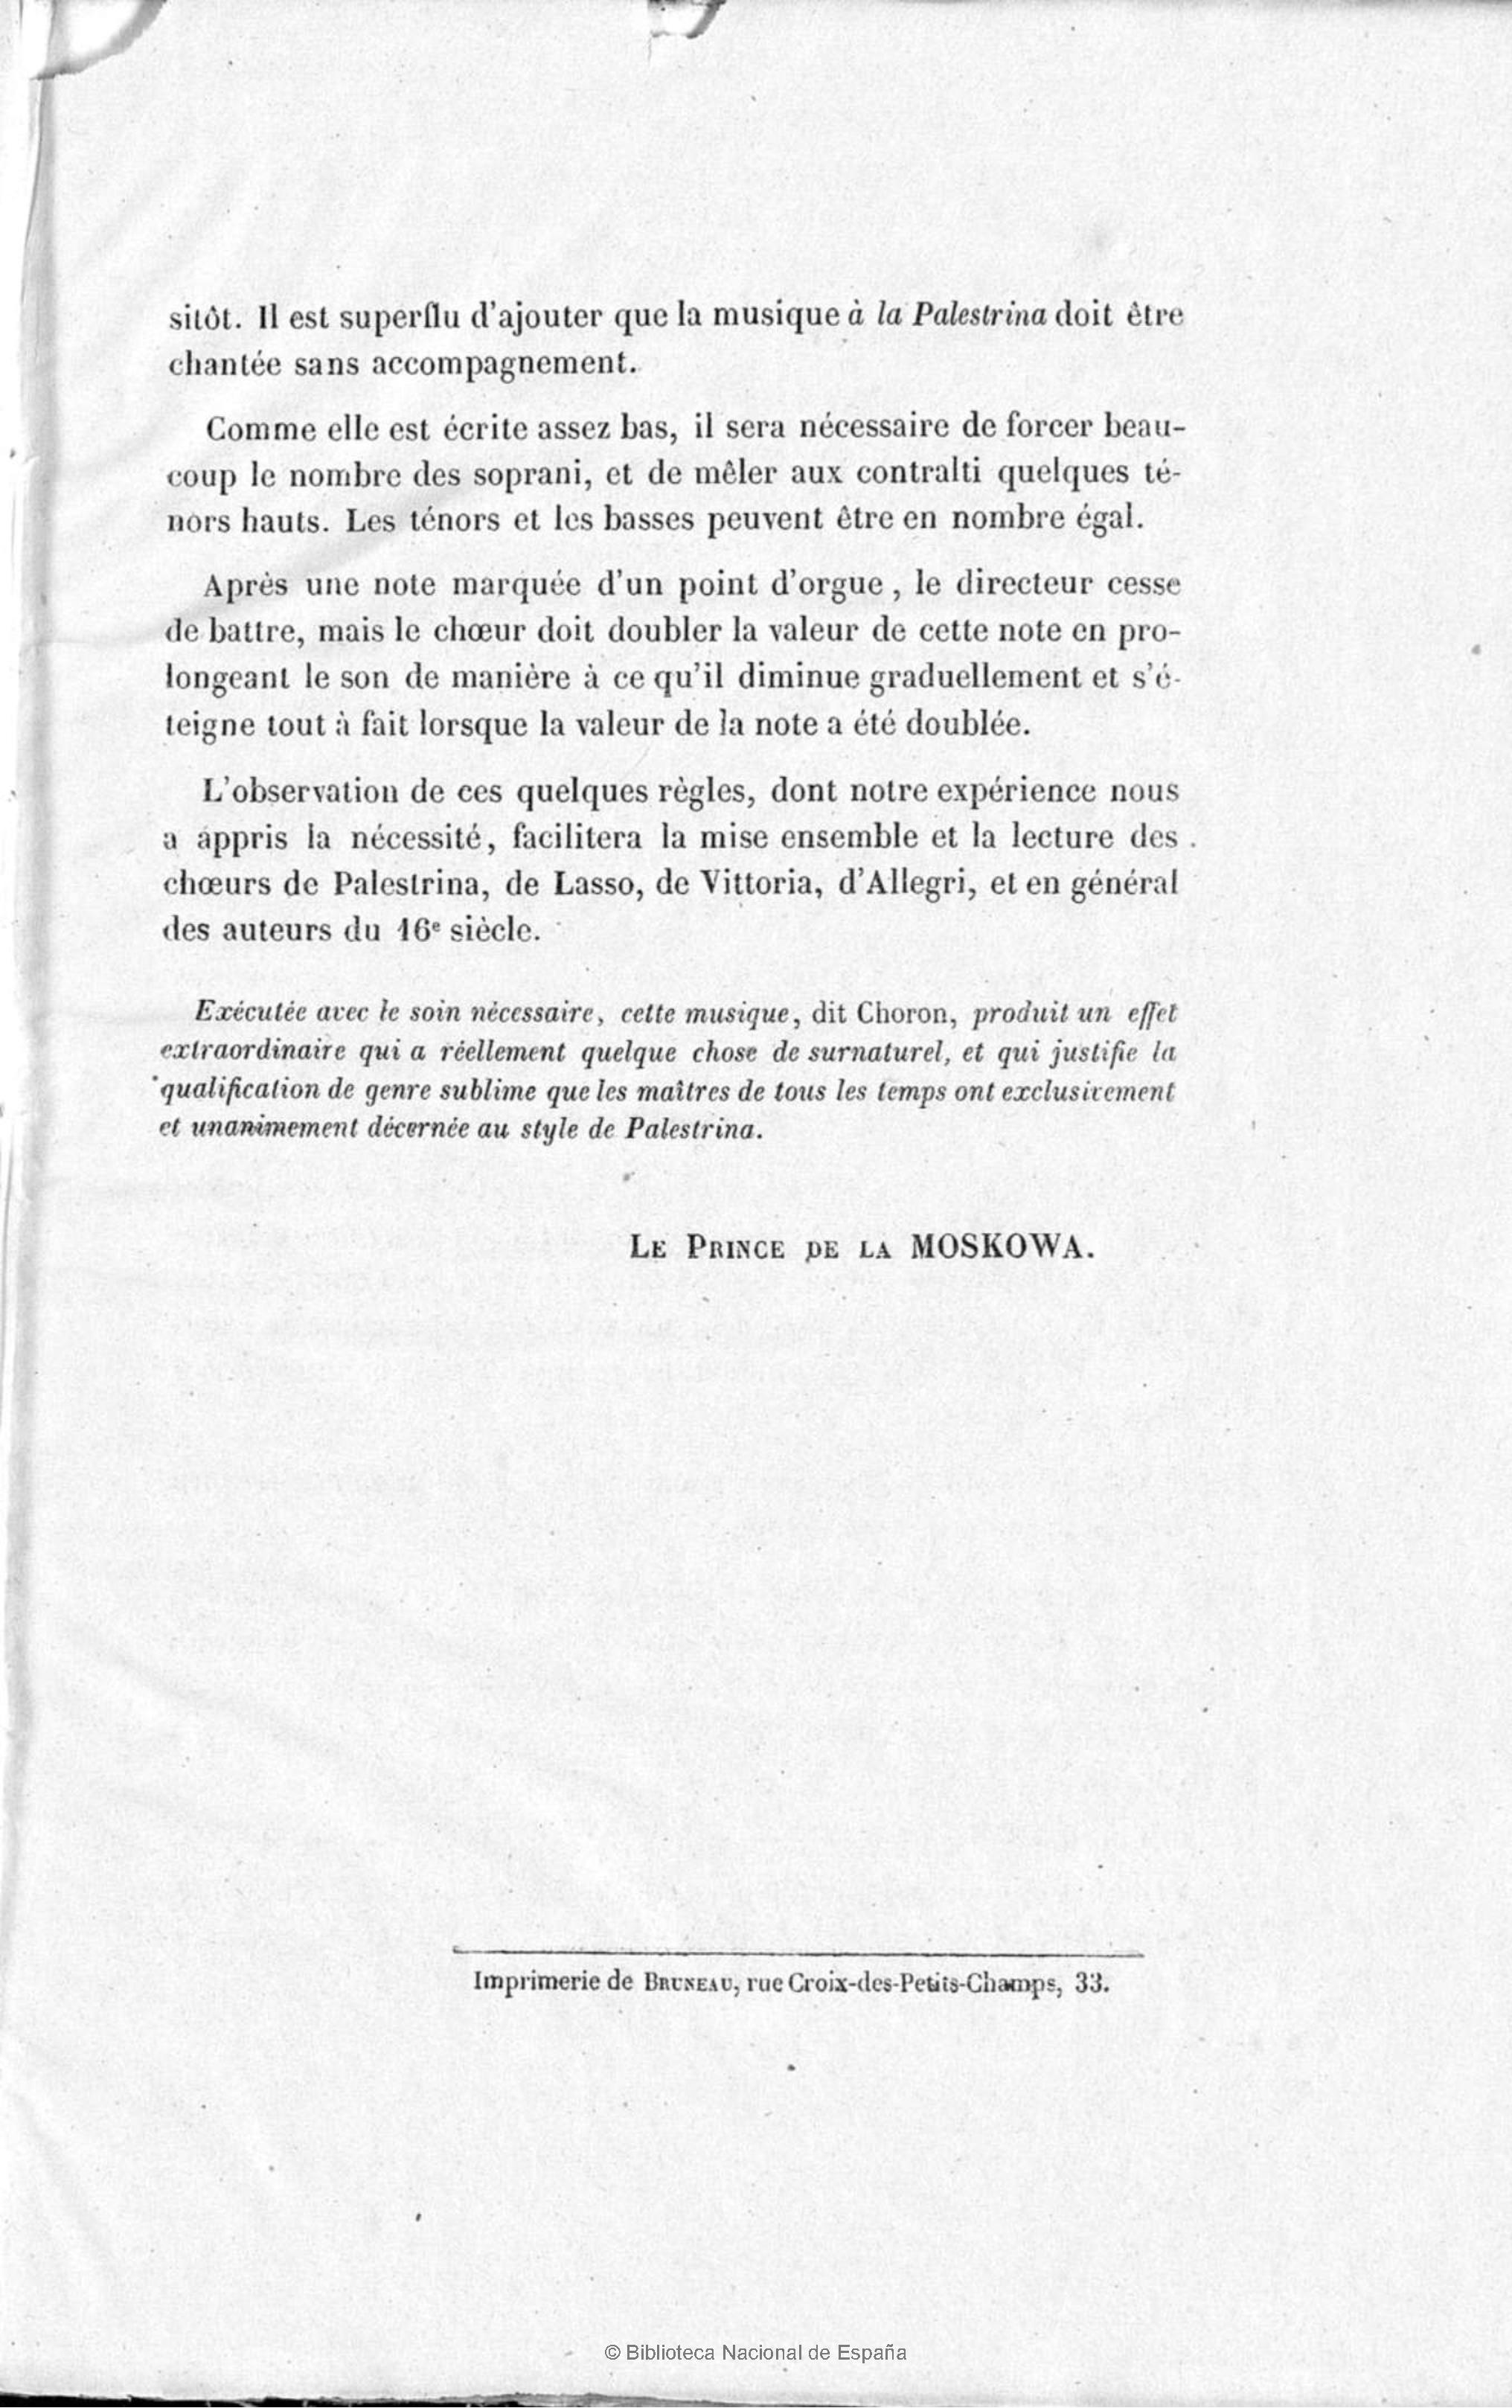 sitôt. Il est superflu d'ajouter que la musique à la Palestrina doit être
chantée sans accompagnement.
Comme elle est écrite assez bas, il sera nécessaire de forcer beau-
coup le nombre des soprani, et de mêler aux contralti quelques té-
nors hauts. Les ténors et les basses peuvent être en nombre égal.
Après une note marquée d'un point d'orgue, le directeur cesse
de battre, mais le chœur doit doubler la valeur de cette note en pro-
longeant le son de manière à ce qu'il diminue graduellement et s'é-
teigne tout à fait lorsque la valeur de la note a été doublée.
L'observation de ces quelques règles, dont notre expérience nous
a appris la nécessité, facilitera la mise ensemble et la lecture des
chœurs de Palestrina, de Lasso, de Vittoria, d'Allegri, et en général
des auteurs du 16e siècle.
Exécutée avec le soin nécessaire, cette musique, dit Choron, produit un effet
extraordinaire qui a réellement quelque chose de surnaturel, et qui justifie la
qualification de genre sublime que les maîtres de tous les temps ont exclusivement
et unanimement décernée au style de Palestrina.
LE PRINCE DE LA MOSKOWA.
Imprimerie de BRUNEAU, rue Croix-des-Petits-Champs, 33.
© Biblioteca Nacional de España